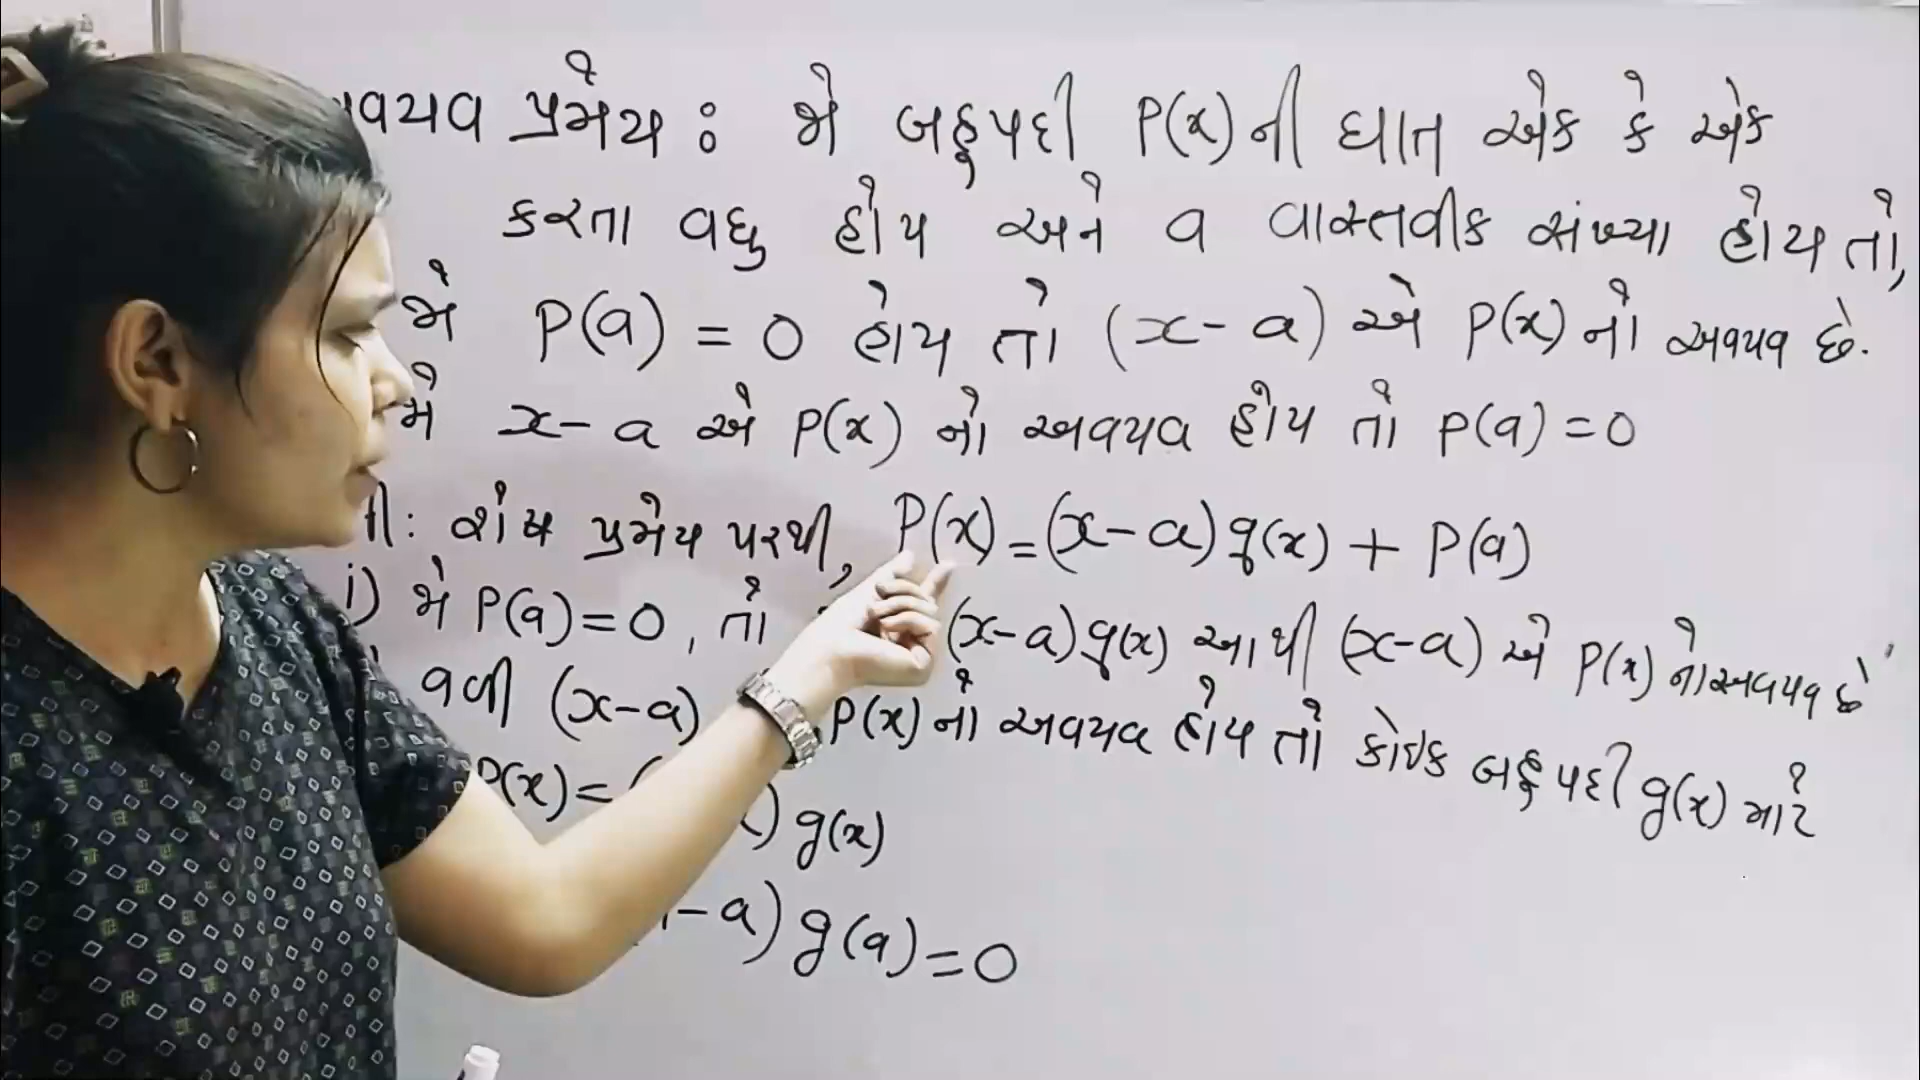 વયવ પ્રમેય : જો બહુપદી P(x) ની ઘાત એક કે એક
કરતા વધુ હોય અને a વાસ્તવીક સંખ્યા હોય તો,
જો P(a) = 0 હોય તો (x-a) એ P(x) નો અવયવ છે.
જો x-a એ P(x) નો અવયવ હોય તો P(a) = 0
તી: શેષ પ્રમેય પરથી, P(x) = (x-a) q(x) + P(a)
i) જો P(a) = 0, તો (x-a) q(x) આથી (x-a) એ P(x) નો અવયવ છે
વળી (x-a) P(x) નો અવયવ હોય તો કોઇક બહુપદી g(x) માટે
P(x) = ( ) g(x)
-a) g(a) = 0